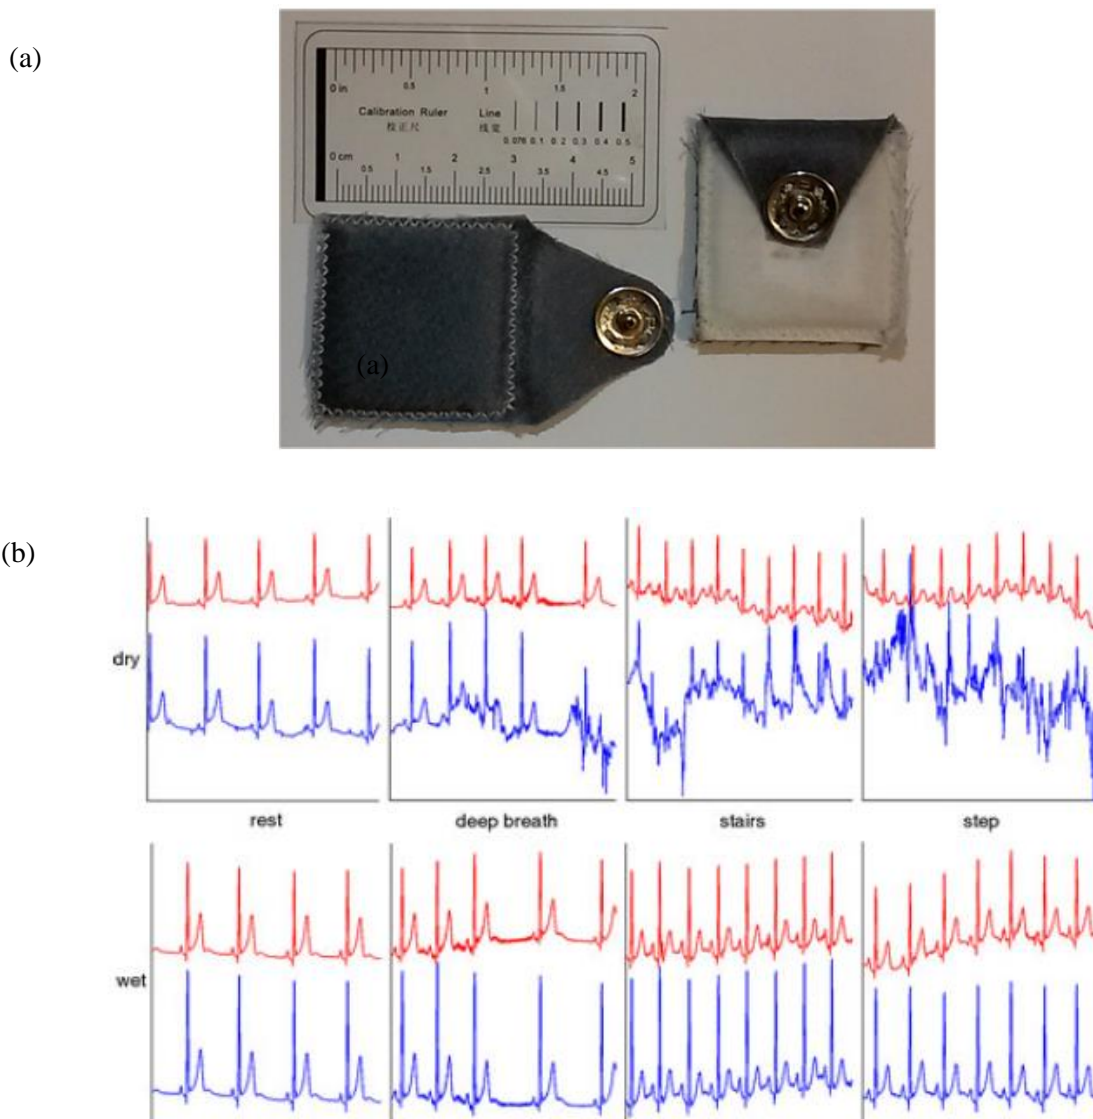 (a)
0 in 0.5 1 1.5 2
Calibration Ruler Line
校正尺 线宽
0.076 0.1 0.2 0.3 0.4 0.5
0 cm 1 2 3 4 5
0.5 1.5 2.5 3.5 4.5
(a)
(b)
dry
rest deep breath stairs step
wet